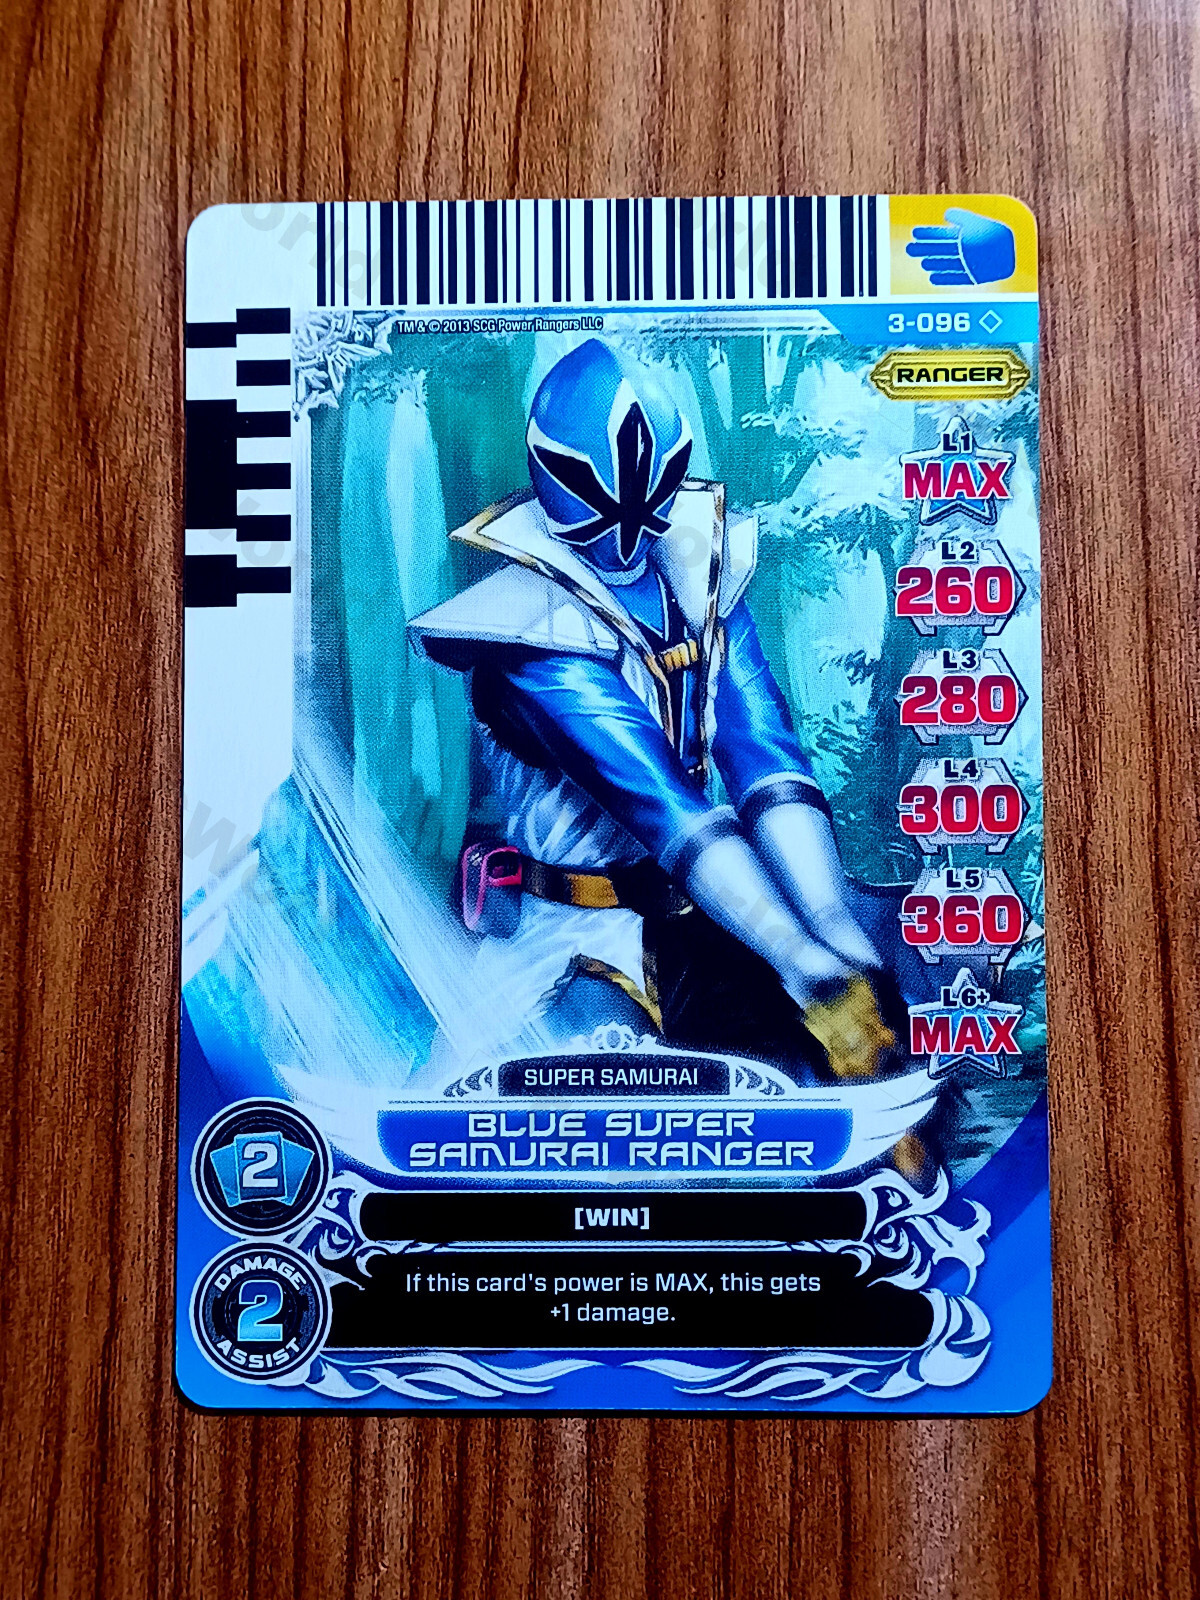 TM & © 2013 SCG Power Rangers LLC
3-096
RANGER
L1
MAX
L2
260
L3
280
L4
300
L5
360
L6+
MAX
SUPER SAMURAI
BLUE SUPER
SAMURAI RANGER
2
[WIN]
DAMAGE
2
ASSIST
If this card's power is MAX, this gets
+1 damage.